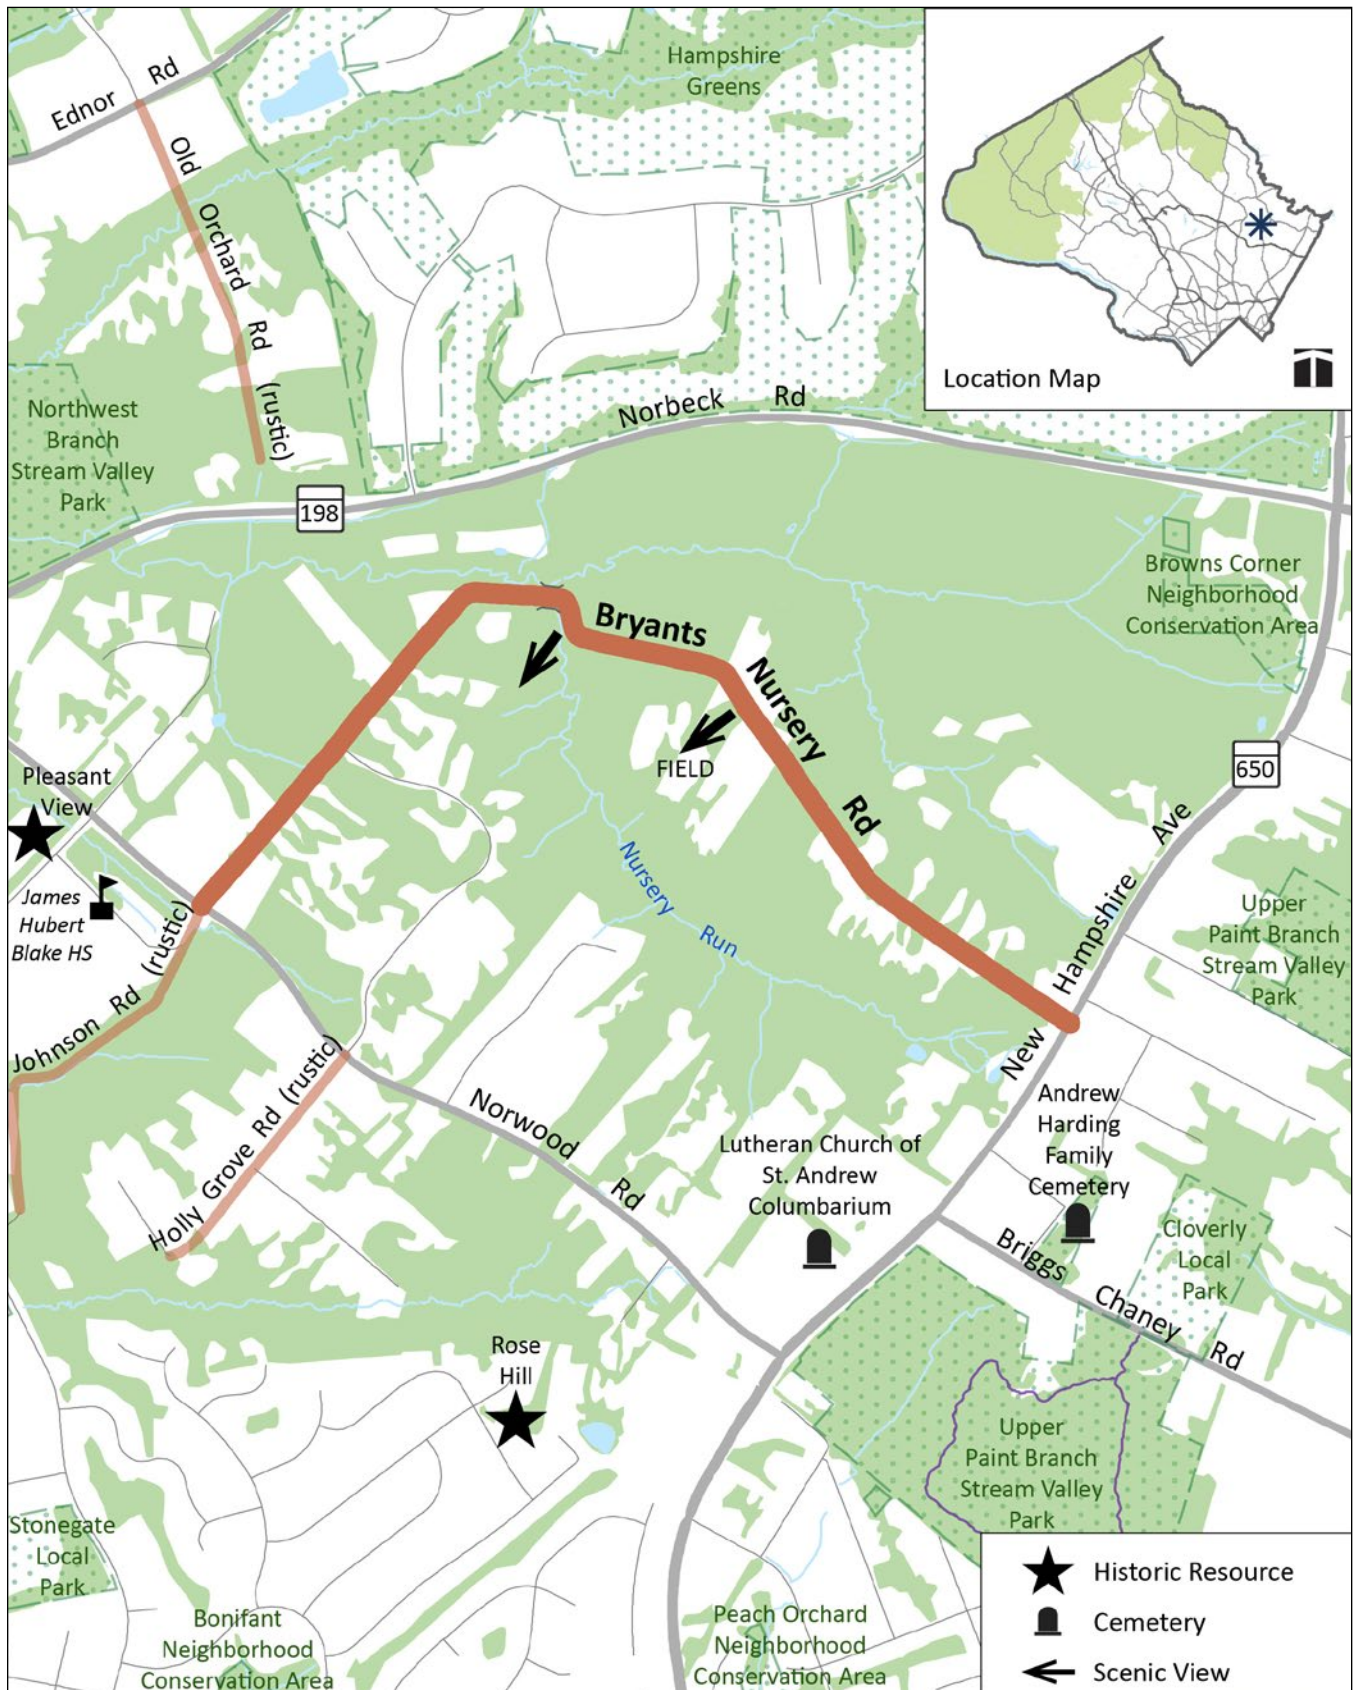 Hampshire
Greens
Ednor Rd
Old Orchard Rd (rustic)
Location Map
Norbeck Rd
Northwest
Branch
Stream Valley
Park
198
Browns Corner
Neighborhood
Conservation Area
Bryants Nursery Rd
FIELD
650
Pleasant
View
James
Hubert
Blake HS
Nursery Run
New Hampshire Ave
Upper
Paint Branch
Stream Valley
Park
Johnson Rd (rustic)
Holly Grove Rd (rustic)
Norwood Rd
Andrew
Harding
Family
Cemetery
Lutheran Church of
St. Andrew
Columbarium
Cloverly
Local
Park
Briggs Chaney Rd
Rose
Hill
Upper
Paint Branch
Stream Valley
Park
Stonegate
Local
Park
Bonifant
Neighborhood
Conservation Area
Peach Orchard
Neighborhood
Conservation Area
Historic Resource
Cemetery
Scenic View